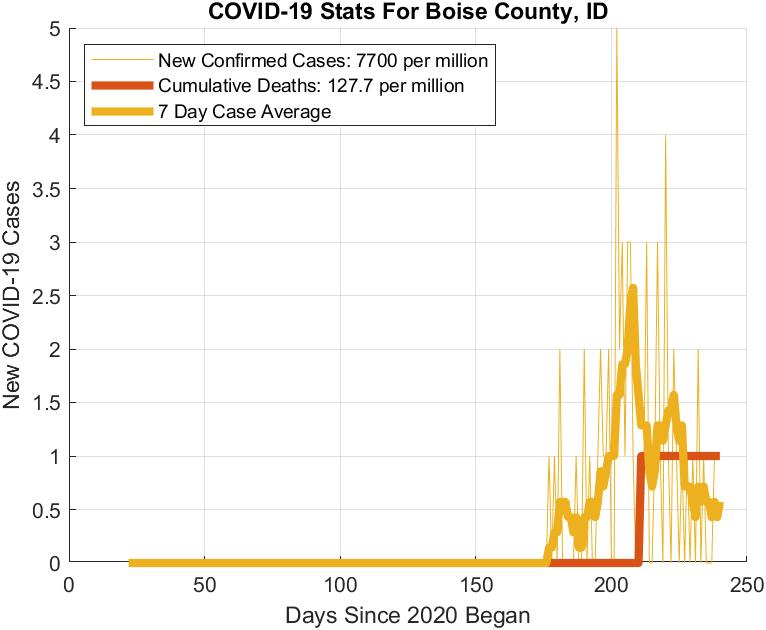 COVID-19 Stats For Boise County, ID
New Confirmed Cases: 7700 per million
Cumulative Deaths: 127.7 per million
7 Day Case Average
New COVID-19 Cases
5
4.5
4
3.5
3
2.5
2
1.5
1
0.5
0
0 50 100 150 200 250
Days Since 2020 Began